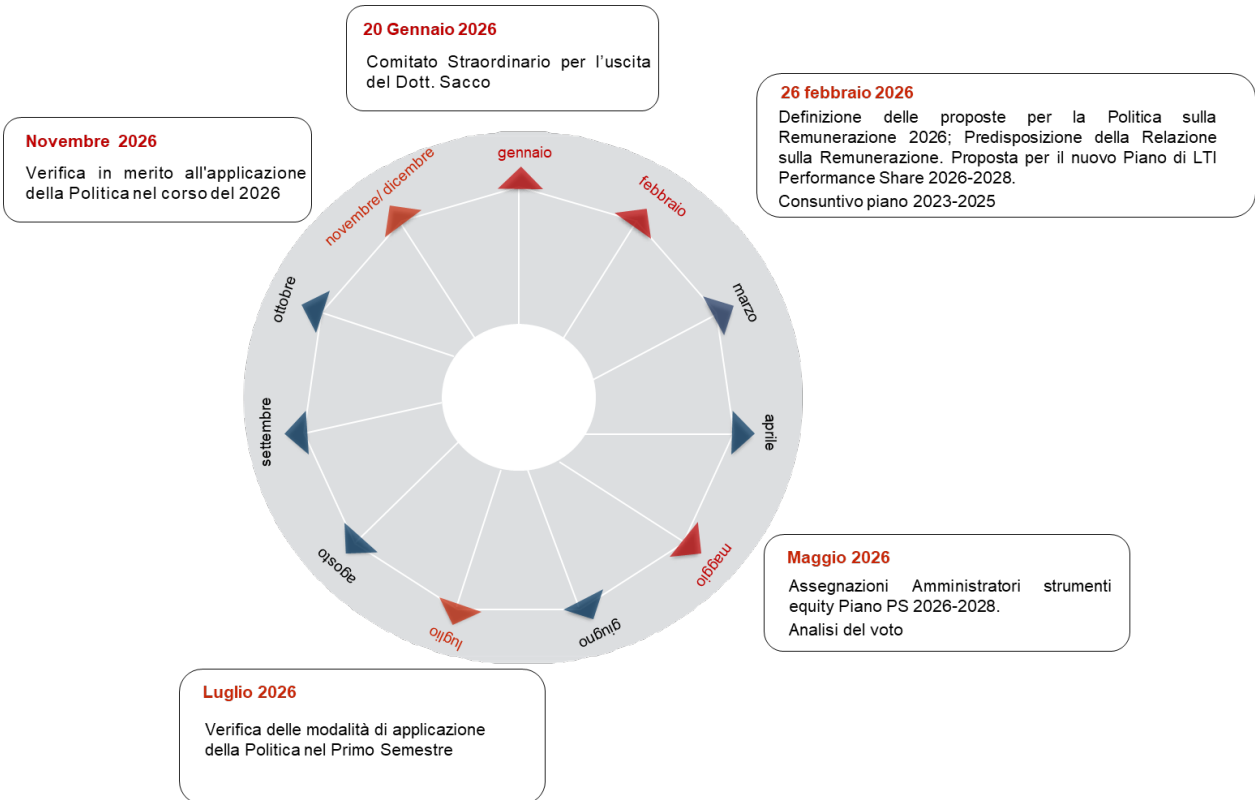 20 Gennaio 2026
Comitato Straordinario per l'uscita
del Dott. Sacco
26 febbraio 2026
Definizione delle proposte per la Politica sulla
Remunerazione 2026; Predisposizione della Relazione
sulla Remunerazione. Proposta per il nuovo Piano di LTI
Performance Share 2026-2028.
Consuntivo piano 2023-2025
Novembre 2026
Verifica in merito all'applicazione
della Politica nel corso del 2026
gennaio
febbraio
marzo
aprile
maggio
giugno
luglio
agosto
settembre
ottobre
novembre/ dicembre
Maggio 2026
Assegnazioni Amministratori strumenti
equity Piano PS 2026-2028.
Analisi del voto
Luglio 2026
Verifica delle modalità di applicazione
della Politica nel Primo Semestre